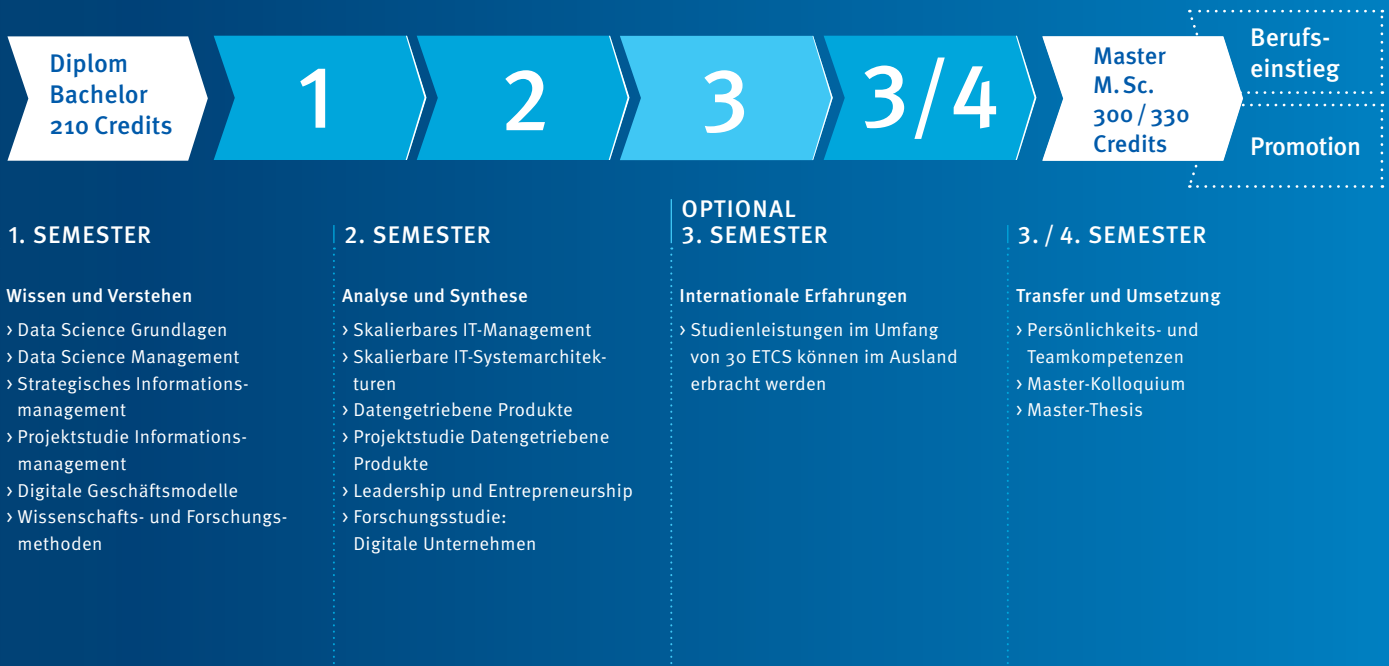 Diplom
Bachelor
210 Credits
1
2
3
3/4
Master
M. Sc.
300 / 330
Credits
Berufs-
einstieg
Promotion
1. SEMESTER
Wissen und Verstehen
› Data Science Grundlagen
› Data Science Management
› Strategisches Informations-
management
› Projektstudie Informations-
management
› Digitale Geschäftsmodelle
› Wissenschafts- und Forschungs-
methoden
2. SEMESTER
Analyse und Synthese
› Skalierbares IT-Management
› Skalierbare IT-Systemarchitek-
turen
› Datengetriebene Produkte
› Projektstudie Datengetriebene
Produkte
› Leadership und Entrepreneurship
› Forschungsstudie:
Digitale Unternehmen
OPTIONAL
3. SEMESTER
Internationale Erfahrungen
› Studienleistungen im Umfang
von 30 ETCS können im Ausland
erbracht werden
3. / 4. SEMESTER
Transfer und Umsetzung
› Persönlichkeits- und
Teamkompetenzen
› Master-Kolloquium
› Master-Thesis